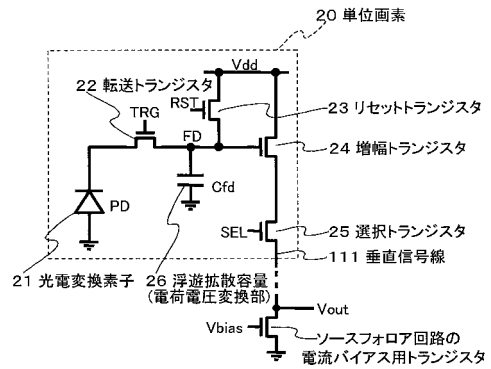 20 単位画素
Vdd
22 転送トランジスタ
RST
TRG
23 リセットトランジスタ
FD
24 増幅トランジスタ
PD
Cfd
SEL
25 選択トランジスタ
111 垂直信号線
21 光電変換素子
26 浮遊拡散容量
(電荷電圧変換部)
Vout
Vbias
ソースフォロア回路の
電流バイアス用トランジスタ